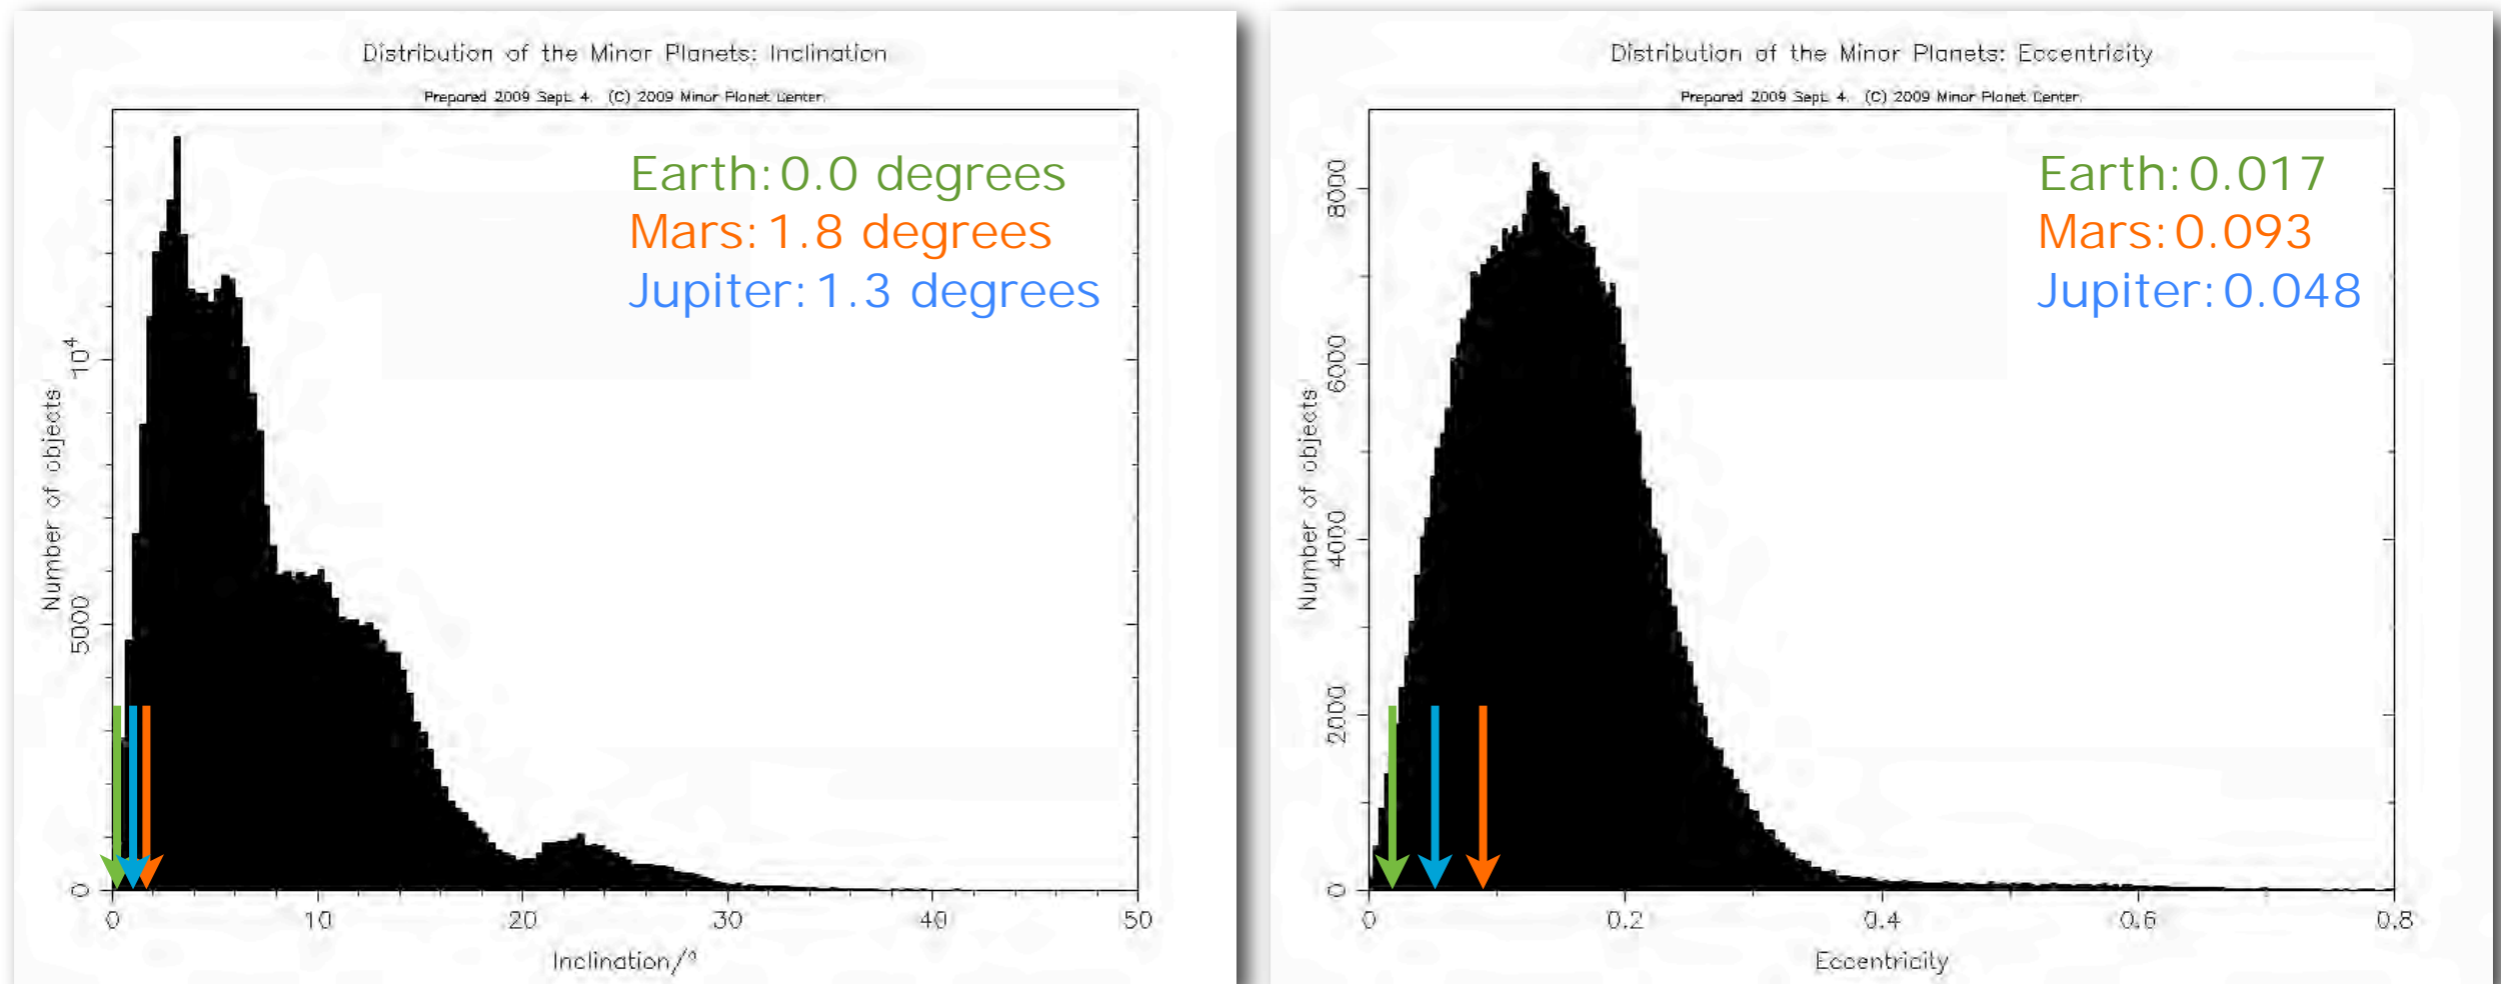 Distribution of the Minor Planets: Inclination
Prepared 2009 Sept. 4. (C) 2009 Minor Planet Center.
Earth: 0.0 degrees
Mars: 1.8 degrees
Jupiter: 1.3 degrees
Number of objects
10⁴
5000
0
0 10 20 30 40 50
Inclination/°
Distribution of the Minor Planets: Eccentricity
Prepared 2009 Sept. 4. (C) 2009 Minor Planet Center.
Earth: 0.017
Mars: 0.093
Jupiter: 0.048
Number of objects
8000
6000
4000
2000
0
0 0.2 0.4 0.6 0.8
Eccentricity